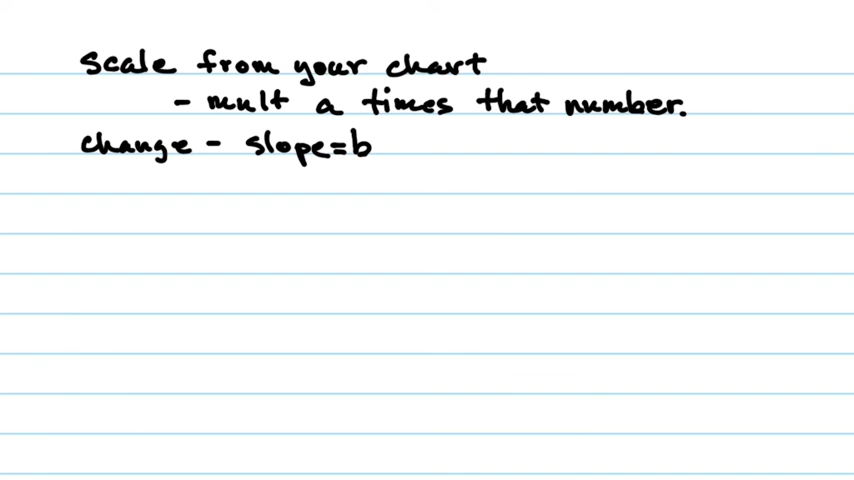 scale from your chart
- mult a times that number.
change - slope=b